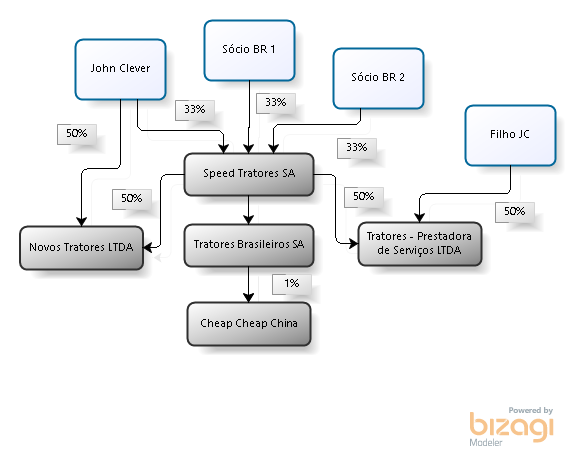 John Clever
Sócio BR 1
Sócio BR 2
Filho JC
33%
33%
33%
50%
50%
50%
50%
Speed Tratores SA
Novos Tratores LTDA
Tratores Brasileiros SA
Tratores - Prestadora
de Serviços LTDA
1%
Cheap Cheap China
Powered by
bizagi
Modeler